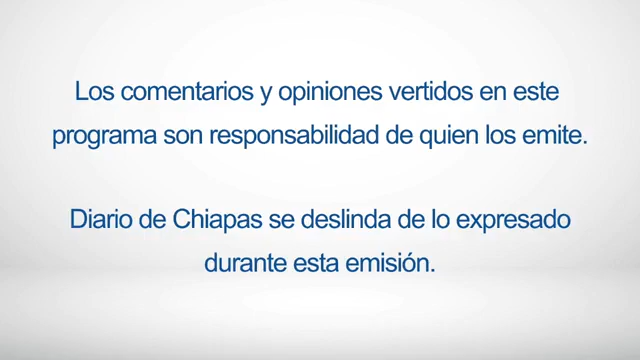 Los comentarios y opiniones vertidos en este
programa son responsabilidad de quien los emite.
Diario de Chiapas se deslinda de lo expresado
durante esta emisión.